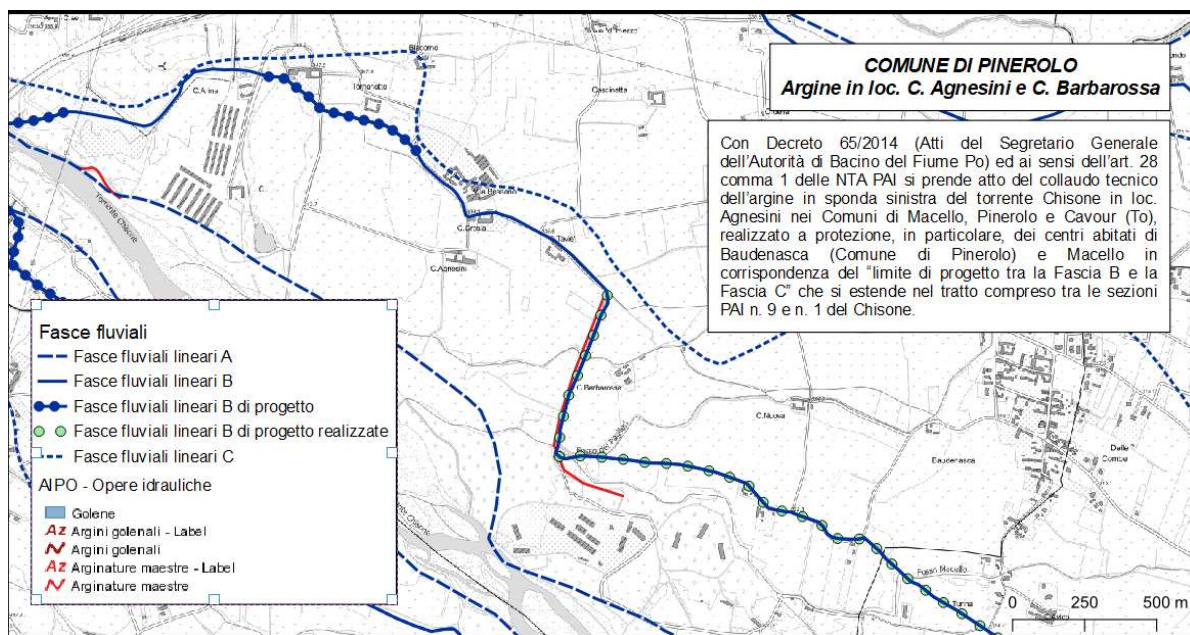 COMUNE DI PINEROLO
Argine in loc. C. Agnesini e C. Barbarossa
Con Decreto 65/2014 (Atti del Segretario Generale
dell'Autorità di Bacino del Fiume Po) ed ai sensi dell'art. 28
comma 1 delle NTA PAI si prende atto del collaudo tecnico
dell'argine in sponda sinistra del torrente Chisone in loc.
Agnesini nei Comuni di Macello, Pinerolo e Cavour (To),
realizzato a protezione, in particolare, dei centri abitati di
Baudenasca (Comune di Pinerolo) e Macello in
corrispondenza del "limite di progetto tra la Fascia B e la
Fascia C" che si estende nel tratto compreso tra le sezioni
PAI n. 9 e n. 1 del Chisone.
Fasce fluviali
Fasce fluviali lineari A
Fasce fluviali lineari B
Fasce fluviali lineari B di progetto
Fasce fluviali lineari B di progetto realizzate
Fasce fluviali lineari C
AIPO - Opere idrauliche
Golene
Az Argini golenali - Label
Argini golenali
Az Arginature maestre - Label
Arginature maestre
Cascinetta
Torrente Chisone
C.Agnesini
C.Barbarossa
C.Nuova
Baudenasca
Fosso Macello
Turina
0 250 500 m